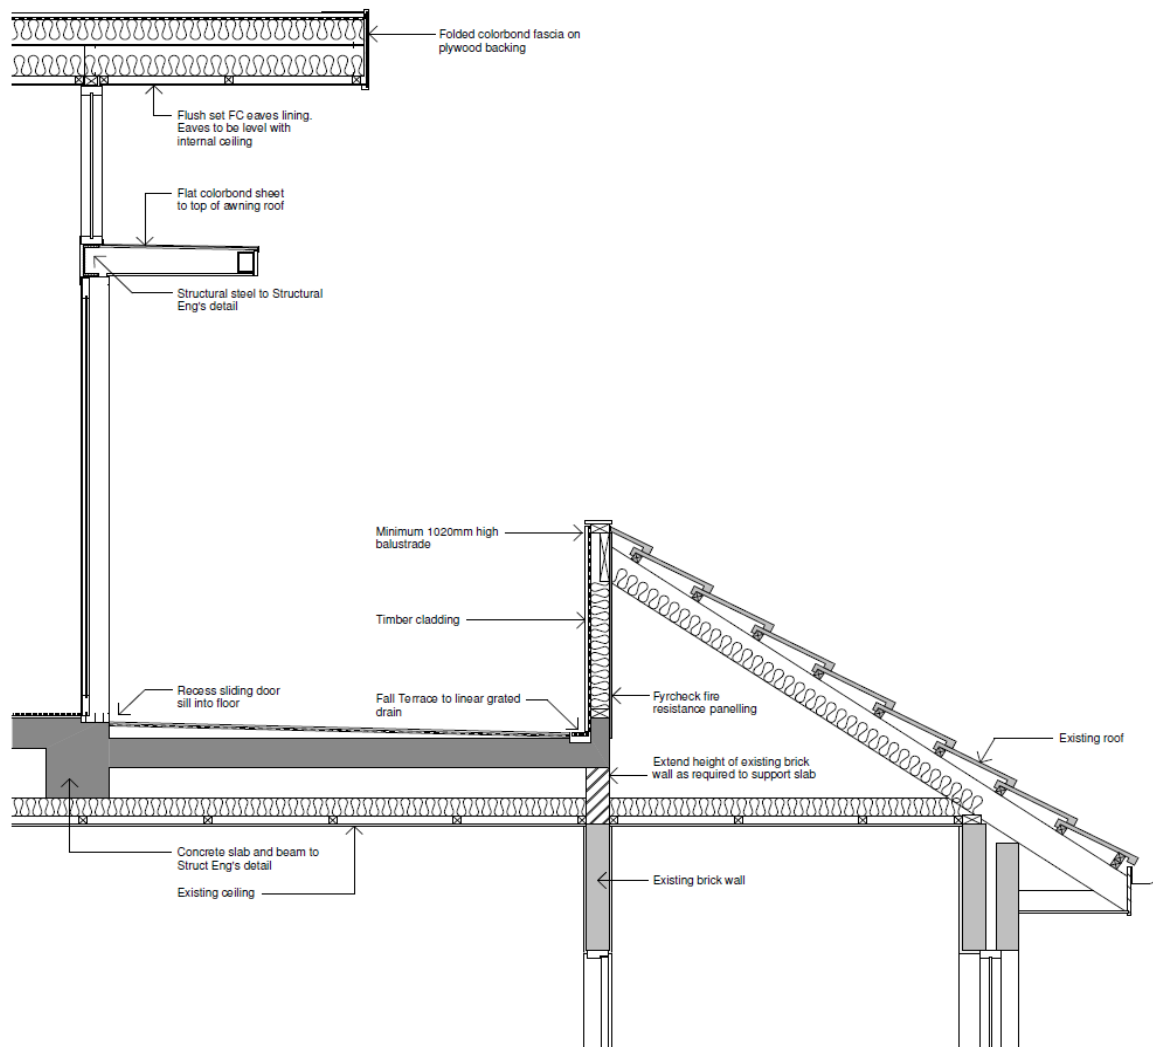 Folded colorbond fascia on
plywood backing
Flush set FC eaves lining.
Eaves to be level with
internal ceiling
Flat colorbond sheet
to top of awning roof
Structural steel to Structural
Eng's detail
Minimum 1020mm high
balustrade
Timber cladding
Recess sliding door
sill into floor
Fall Terrace to linear grated
drain
Fyrcheck fire
resistance panelling
Existing roof
Extend height of existing brick
wall as required to support slab
Concrete slab and beam to
Struct Eng's detail
Existing ceiling
Existing brick wall